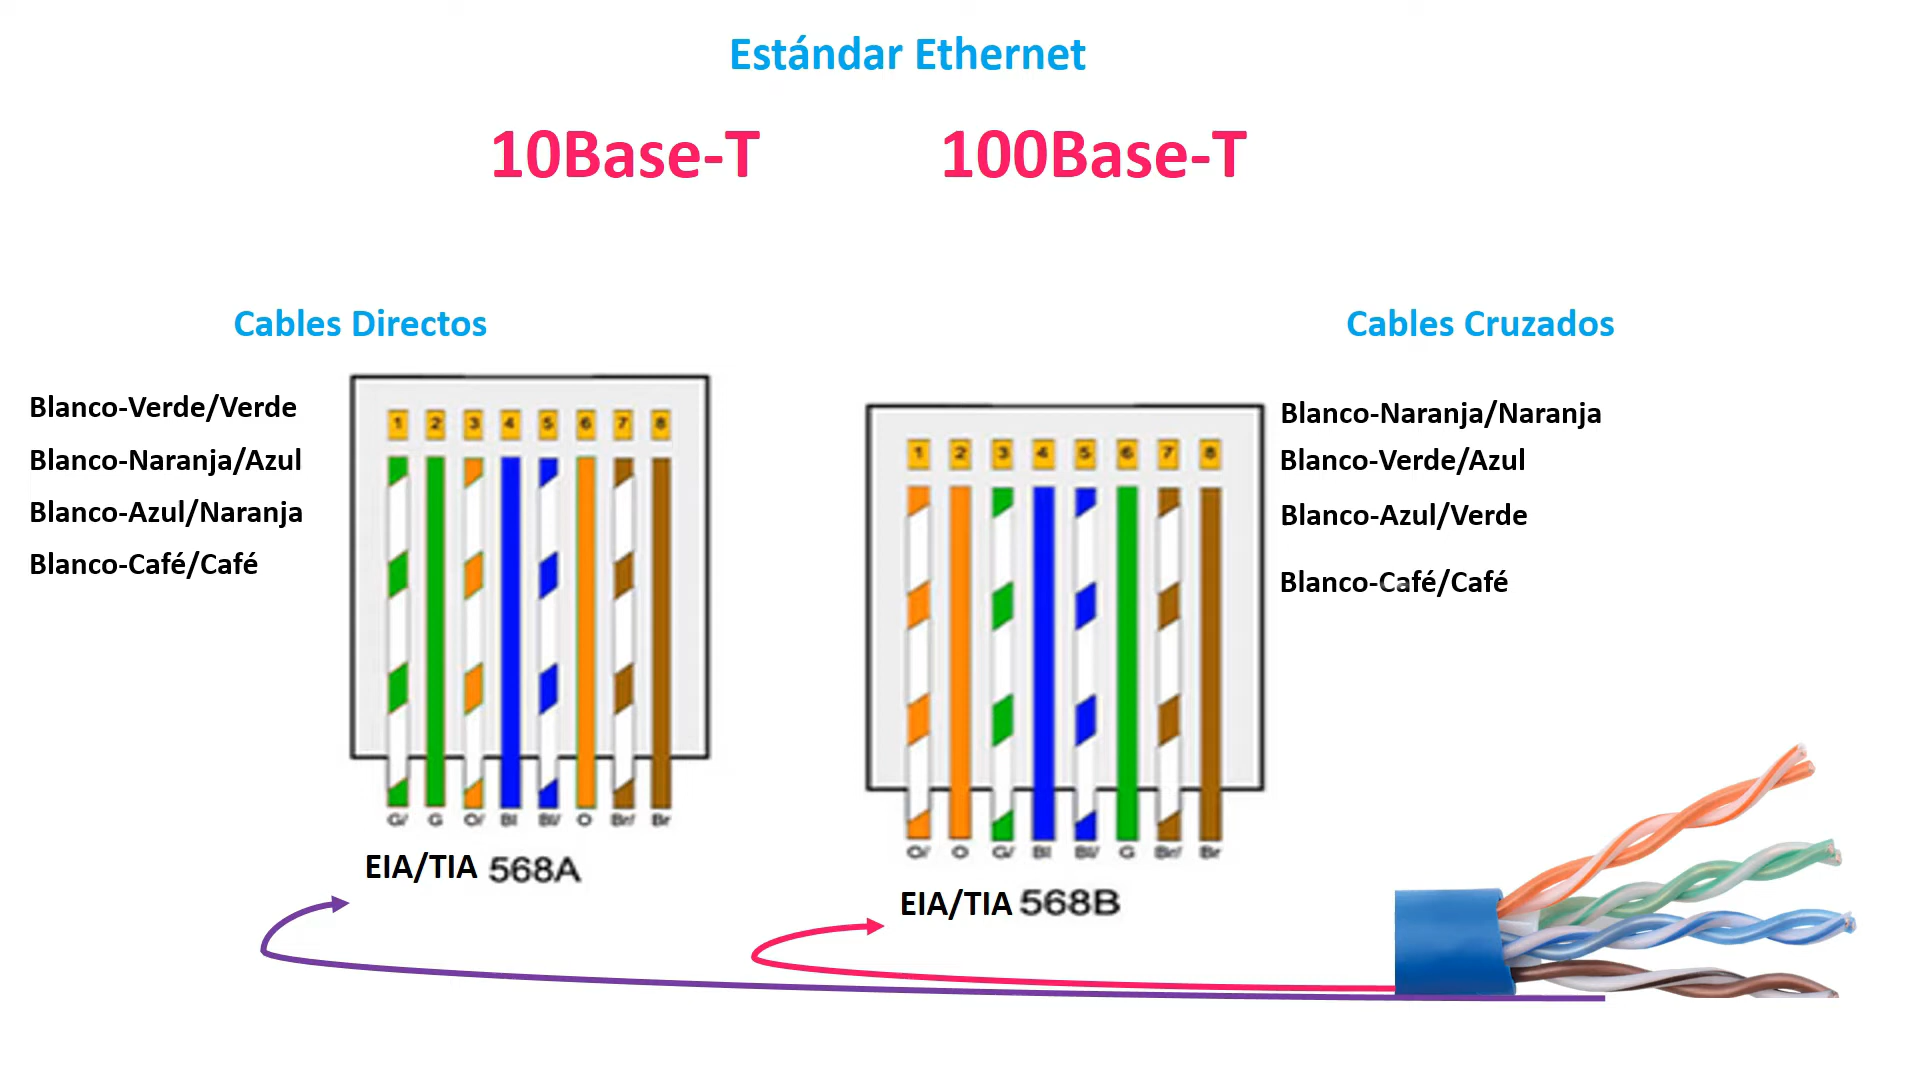 Estándar Ethernet
10Base-T 100Base-T
Cables Directos
Cables Cruzados
Blanco-Verde/Verde
Blanco-Naranja/Azul
Blanco-Azul/Naranja
Blanco-Café/Café
1 2 3 4 5 6 7 8
G/ G O/ Bl Bl/ O Br/ Br
EIA/TIA 568A
1 2 3 4 5 6 7 8
O/ O G/ Bl Bl/ G Br/ Br
EIA/TIA 568B
Blanco-Naranja/Naranja
Blanco-Verde/Azul
Blanco-Azul/Verde
Blanco-Café/Café